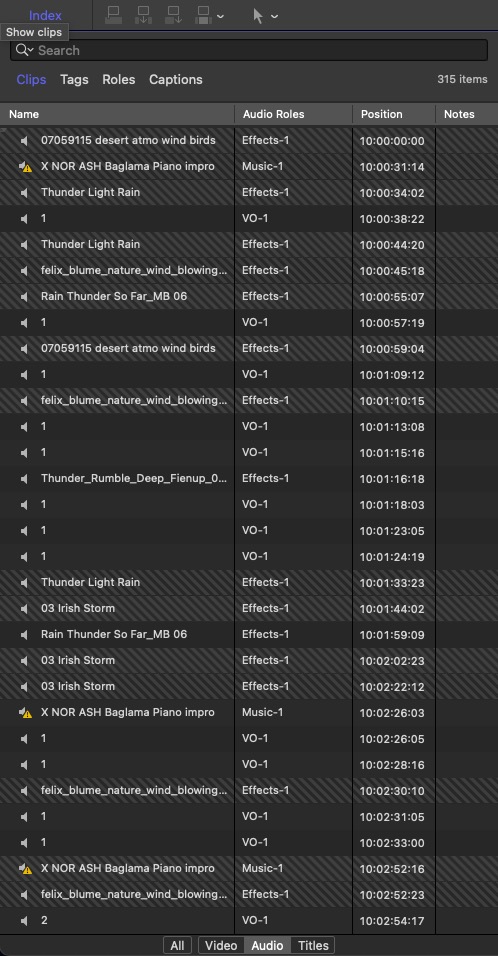 Index
Show clips
Search
Clips Tags Roles Captions 315 items
Name Audio Roles Position Notes
07059115 desert atmo wind birds Effects-1 10:00:00:00
X NOR ASH Baglama Piano impro Music-1 10:00:31:14
Thunder Light Rain Effects-1 10:00:34:02
1 VO-1 10:00:38:22
Thunder Light Rain Effects-1 10:00:44:20
felix_blume_nature_wind_blowing... Effects-1 10:00:45:18
Rain Thunder So Far_MB 06 Effects-1 10:00:55:07
1 VO-1 10:00:57:19
07059115 desert atmo wind birds Effects-1 10:00:59:04
1 VO-1 10:01:09:12
felix_blume_nature_wind_blowing... Effects-1 10:01:10:15
1 VO-1 10:01:13:08
1 VO-1 10:01:15:16
Thunder_Rumble_Deep_Fienup_0... Effects-1 10:01:16:18
1 VO-1 10:01:18:03
1 VO-1 10:01:23:05
1 VO-1 10:01:24:19
Thunder Light Rain Effects-1 10:01:33:23
03 Irish Storm Effects-1 10:01:44:02
Rain Thunder So Far_MB 06 Effects-1 10:01:59:09
03 Irish Storm Effects-1 10:02:02:23
03 Irish Storm Effects-1 10:02:22:12
X NOR ASH Baglama Piano impro Music-1 10:02:26:03
1 VO-1 10:02:26:05
1 VO-1 10:02:28:16
felix_blume_nature_wind_blowing... Effects-1 10:02:30:10
1 VO-1 10:02:31:05
1 VO-1 10:02:33:00
X NOR ASH Baglama Piano impro Music-1 10:02:52:16
felix_blume_nature_wind_blowing... Effects-1 10:02:52:23
2 VO-1 10:02:54:17
All Video Audio Titles